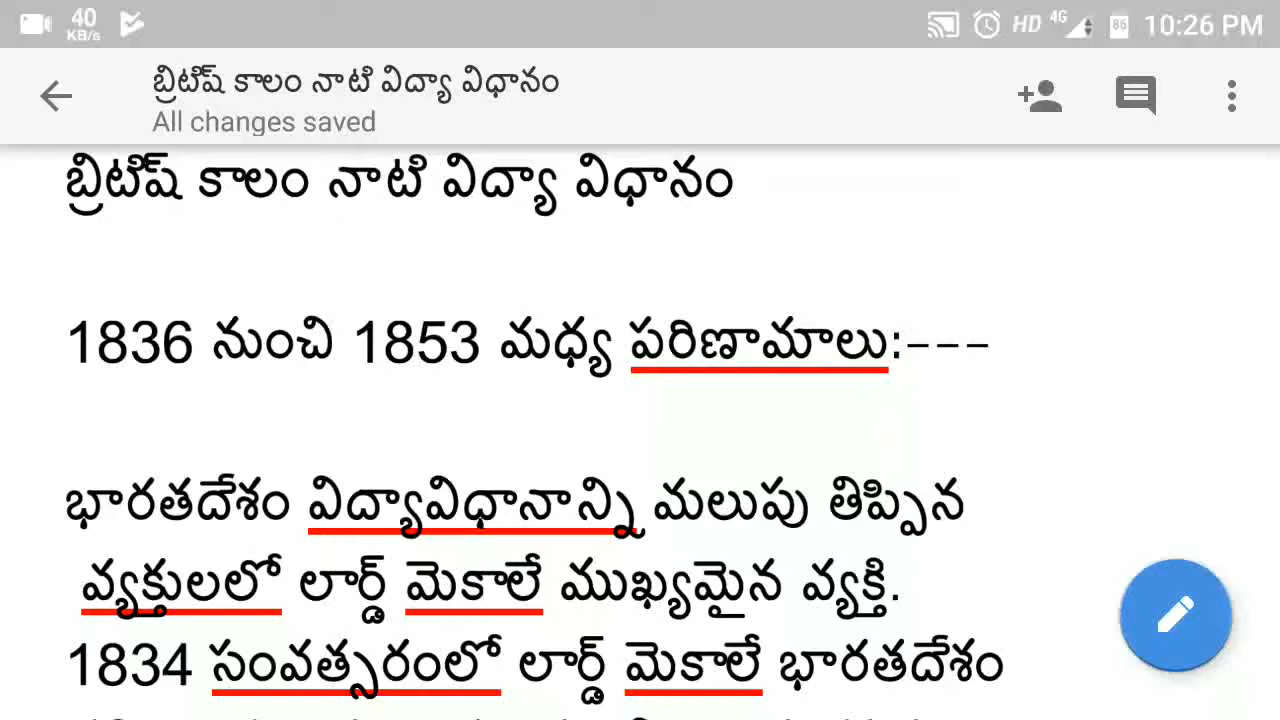 40
KB/s
HD 4G 86 10:26 PM
బ్రిటిష్ కాలం నాటి విద్యా విధానం
All changes saved
బ్రిటిష్ కాలం నాటి విద్యా విధానం
1836 నుంచి 1853 మధ్య పరిణామాలు:---
భారతదేశం విద్యావిధానాన్ని మలుపు తిప్పిన
వ్యక్తులలో లార్డ్ మెకాలే ముఖ్యమైన వ్యక్తి.
1834 సంవత్సరంలో లార్డ్ మెకాలే భారతదేశం